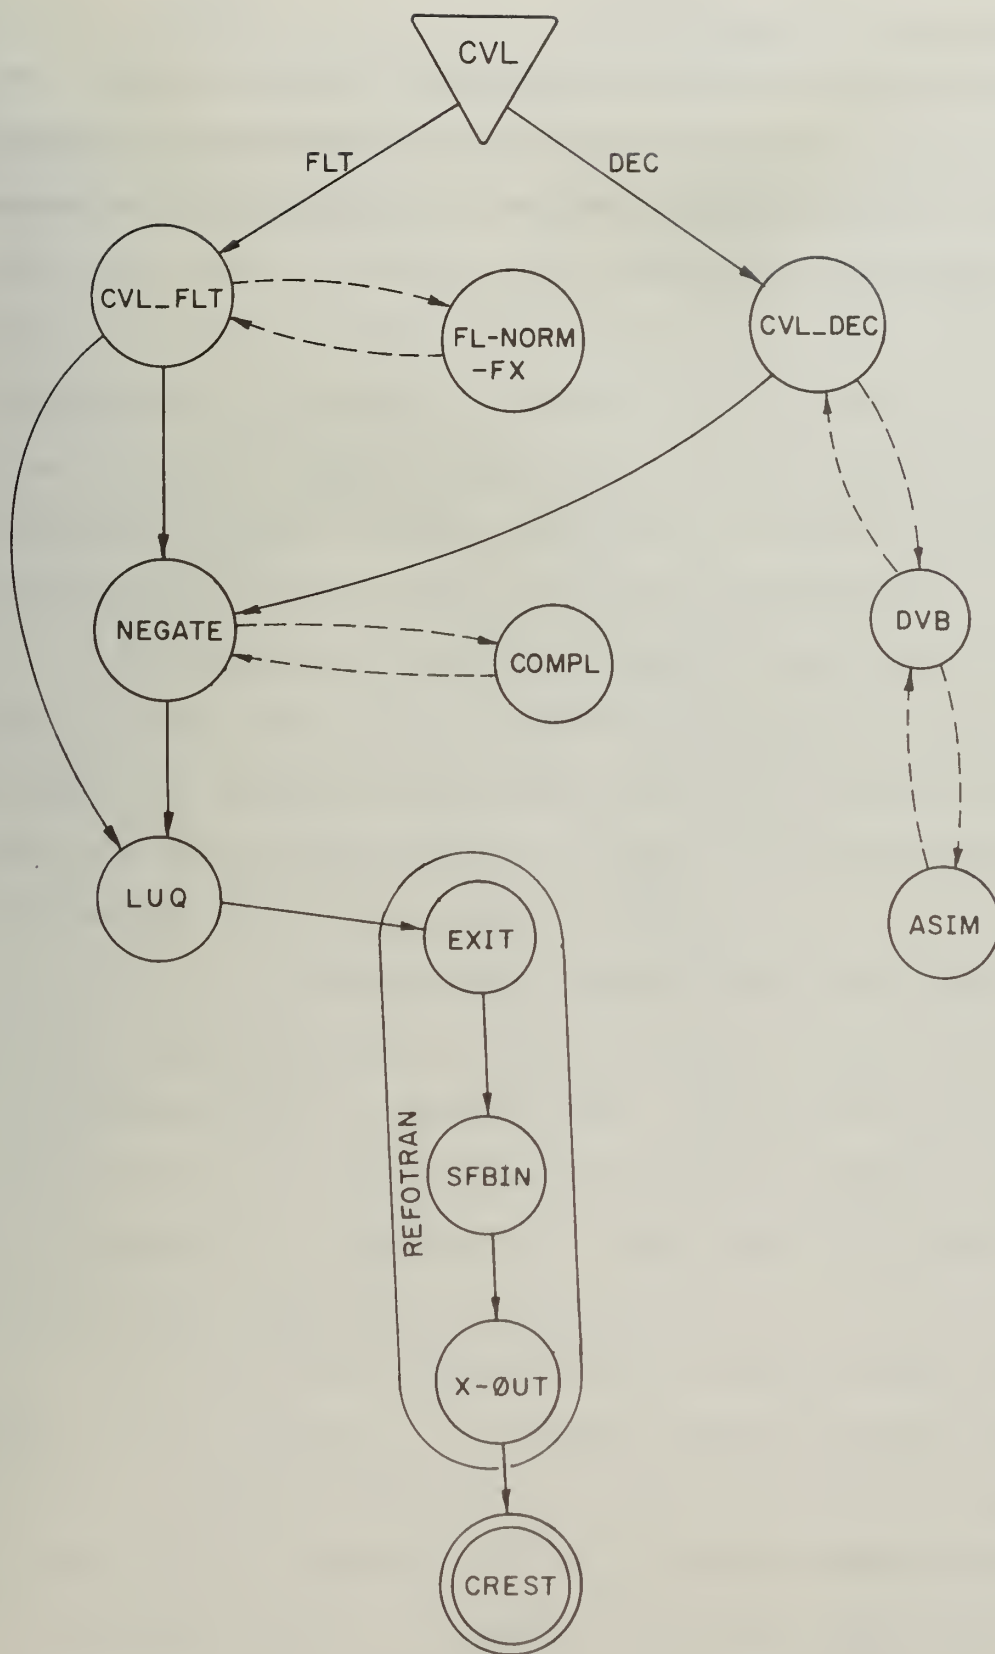 CVL
FLT
DEC
CVL_FLT
FL-NORM
-FX
CVL_DEC
NEGATE
COMPL
DVB
LUQ
EXIT
ASIM
REFOTRAN
SFBIN
X-ØUT
CREST